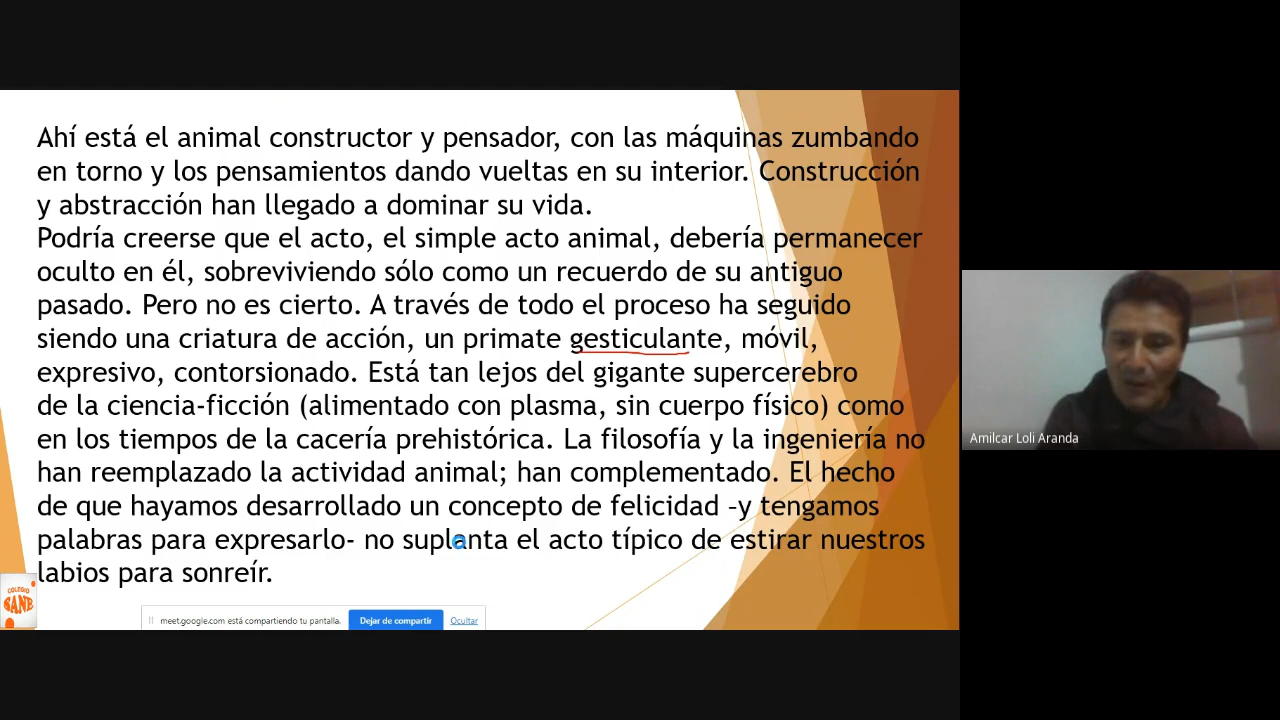 Ahí está el animal constructor y pensador, con las máquinas zumbando
en torno y los pensamientos dando vueltas en su interior. Construcción
y abstracción han llegado a dominar su vida.
Podría creerse que el acto, el simple acto animal, debería permanecer
oculto en él, sobreviviendo sólo como un recuerdo de su antiguo
pasado. Pero no es cierto. A través de todo el proceso ha seguido
siendo una criatura de acción, un primate gesticulante, móvil,
expresivo, contorsionado. Está tan lejos del gigante supercerebro
de la ciencia-ficción (alimentado con plasma, sin cuerpo físico) como
en los tiempos de la cacería prehistórica. La filosofía y la ingeniería no
han reemplazado la actividad animal; han complementado. El hecho
de que hayamos desarrollado un concepto de felicidad –y tengamos
palabras para expresarlo- no suplanta el acto típico de estirar nuestros
labios para sonreír.
COLEGIO
SANE
meet.google.com está compartiendo tu pantalla.
Dejar de compartir
Ocultar
Amilcar Loli Aranda